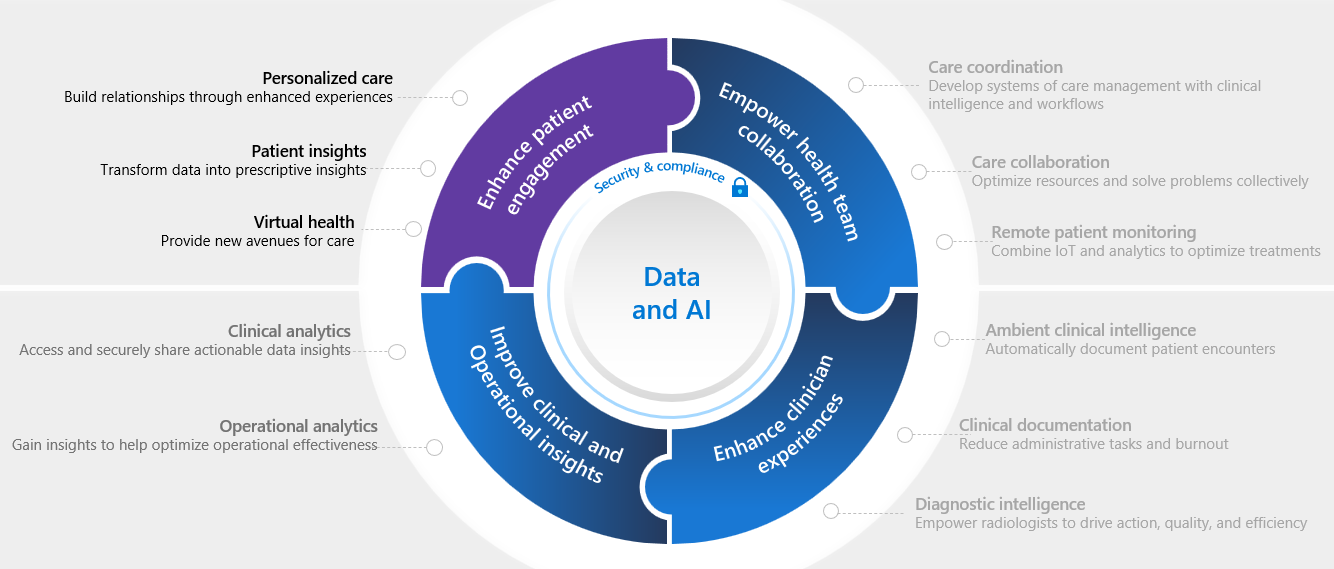 Personalized care
Build relationships through enhanced experiences
Patient insights
Transform data into prescriptive insights
Virtual health
Provide new avenues for care
Clinical analytics
Access and securely share actionable data insights
Operational analytics
Gain insights to help optimize operational effectiveness
Enhance patient
engagement
Empower health team
collaboration
Security & compliance
Data
and AI
Improve clinical and
Operational insights
Enhance clinician
experiences
Care coordination
Develop systems of care management with clinical
intelligence and workflows
Care collaboration
Optimize resources and solve problems collectively
Remote patient monitoring
Combine IoT and analytics to optimize treatments
Ambient clinical intelligence
Automatically document patient encounters
Clinical documentation
Reduce administrative tasks and burnout
Diagnostic intelligence
Empower radiologists to drive action, quality, and efficiency